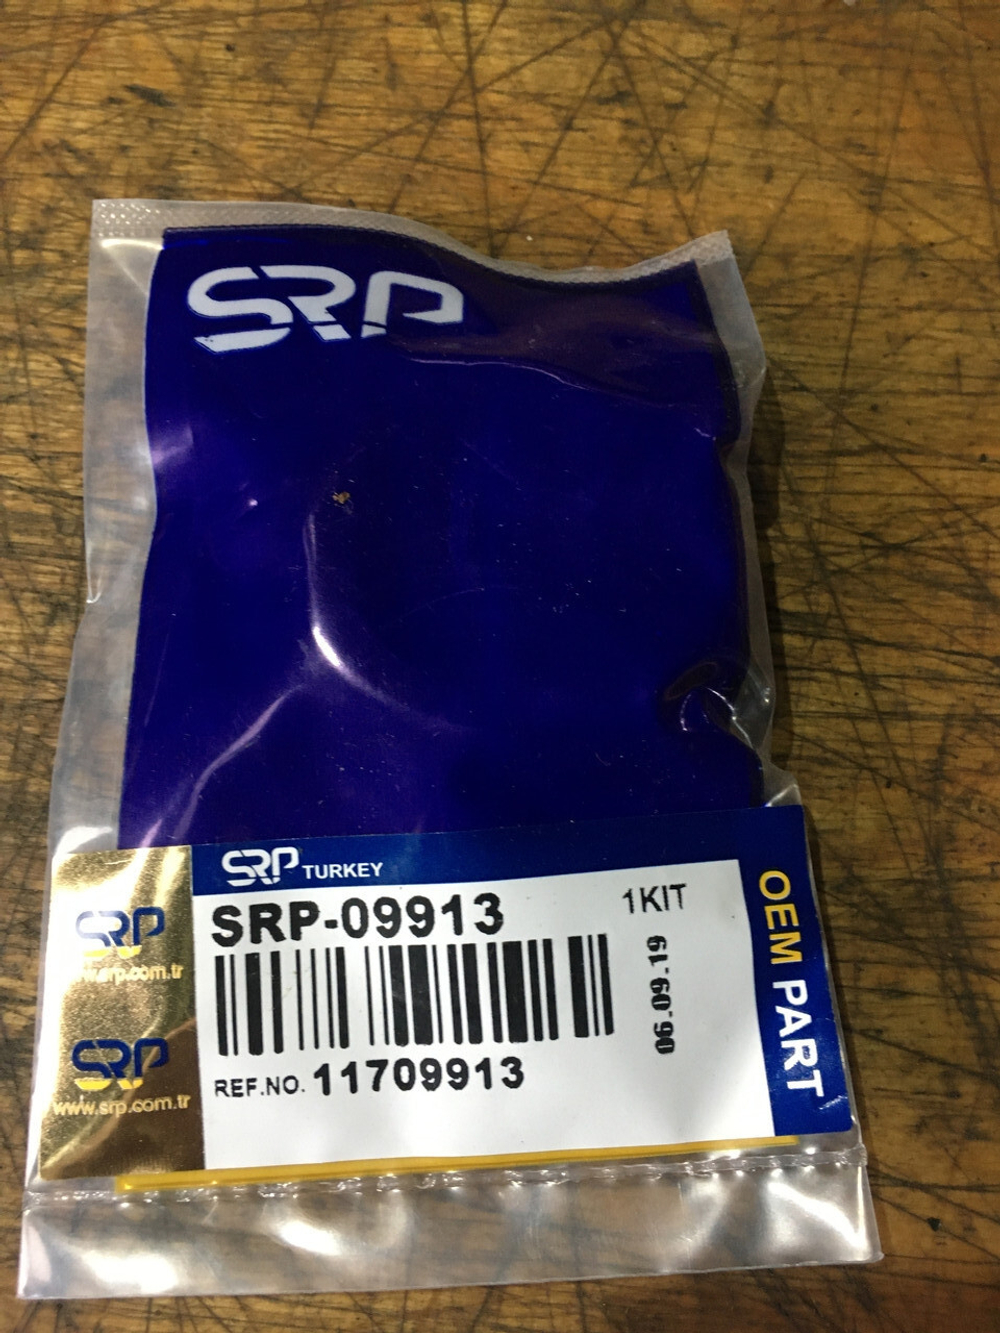 SRP
SRP TURKEY
SRP-09913
1KIT
06.09.19
REF.NO. 11709913
OEM PART
SRP
www.srp.com.tr
SRP
www.srp.com.tr